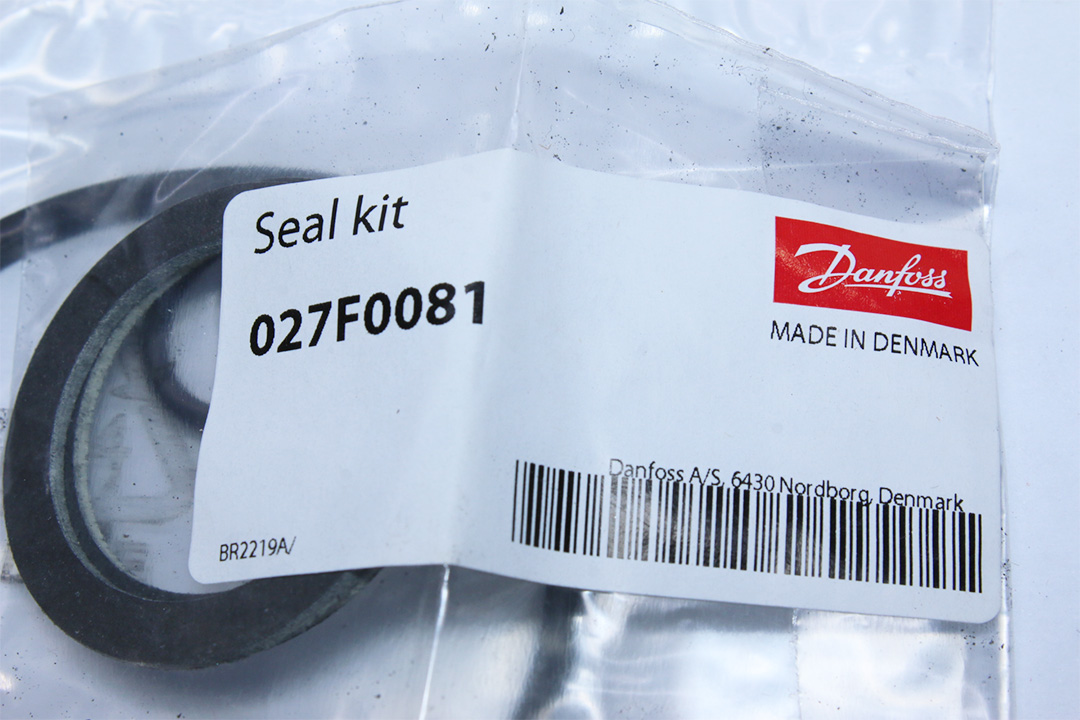 Seal kit
027F0081
Danfoss
MADE IN DENMARK
Danfoss A/S, 6430 Nordborg, Denmark
BR2219A/